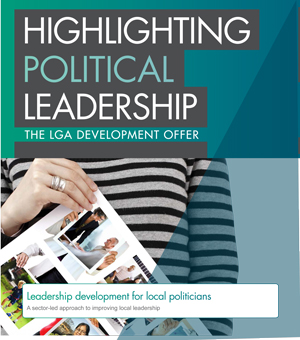 HIGHLIGHTING
POLITICAL
LEADERSHIP
THE LGA DEVELOPMENT OFFER
Leadership development for local politicians
A sector-led approach to improving local leadership